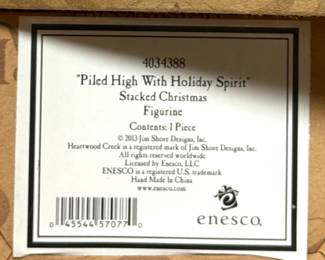 4034388
"Piled High With Holiday Spirit"
Stacked Christmas
Figurine
Contents: 1 Piece
© 2013 Jim Shore Designs, Inc.
Heartwood Creek is a registered mark of Jim Shore Designs, Inc.
All rights reserved worldwide
Licensed by Enesco, LLC
ENESCO is a registered U.S. trademark
Hand Made In China
www.enesco.com
enesco.
0 45544 57077 0